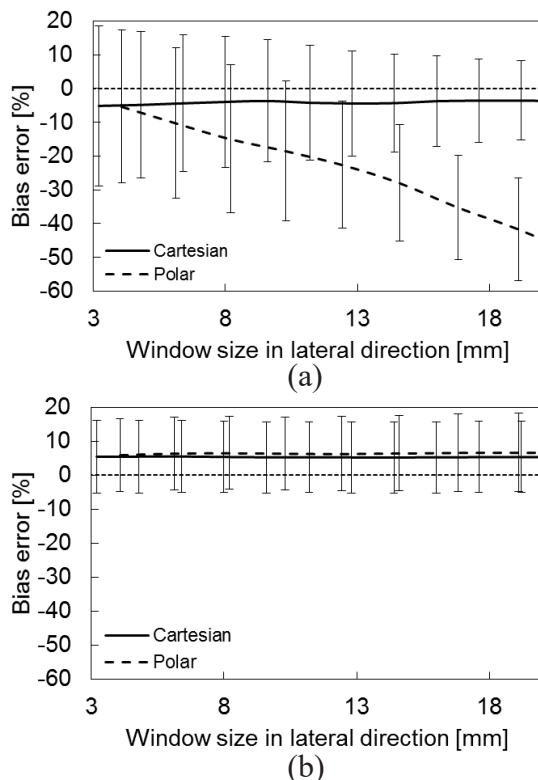 (a)
20
10
0
-10
-20
-30
-40
-50
-60
Bias error [%]
Cartesian
Polar
3 8 13 18
Window size in lateral direction [mm]
(a)
20
10
0
-10
-20
-30
-40
-50
-60
Bias error [%]
Cartesian
Polar
3 8 13 18
Window size in lateral direction [mm]
(b)